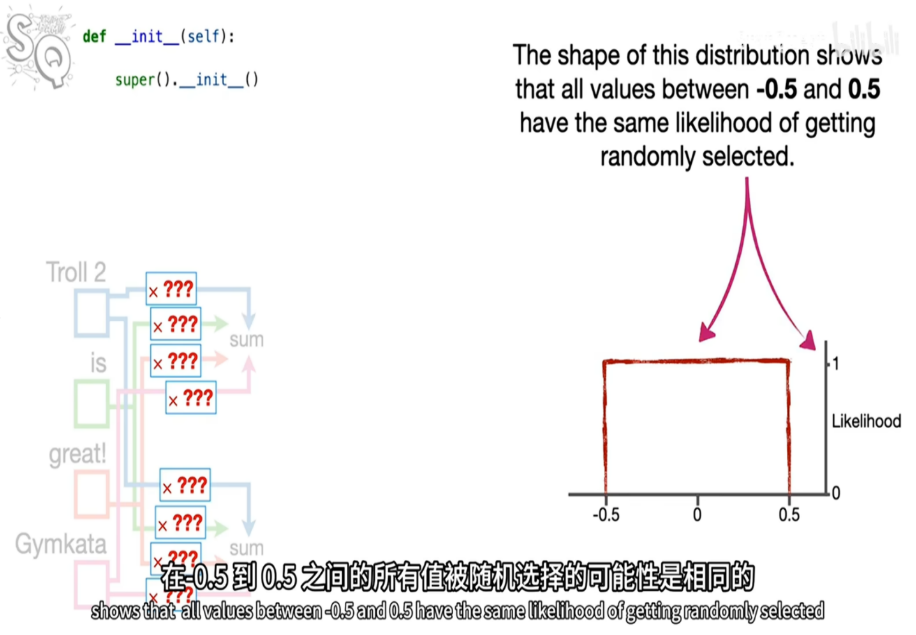 SQ
def __init__(self):
super().__init__()
The shape of this distribution shows
that all values between -0.5 and 0.5
have the same likelihood of getting
randomly selected.
bilibili
Troll 2
is
great!
Gymkata
× ???
× ???
× ???
× ???
sum
× ???
× ???
× ???
× ???
sum
1
Likelihood
0
-0.5
0
0.5
在-0.5 到 0.5 之间的所有值被随机选择的可能性是相同的
shows that all values between -0.5 and 0.5 have the same likelihood of getting randomly selected